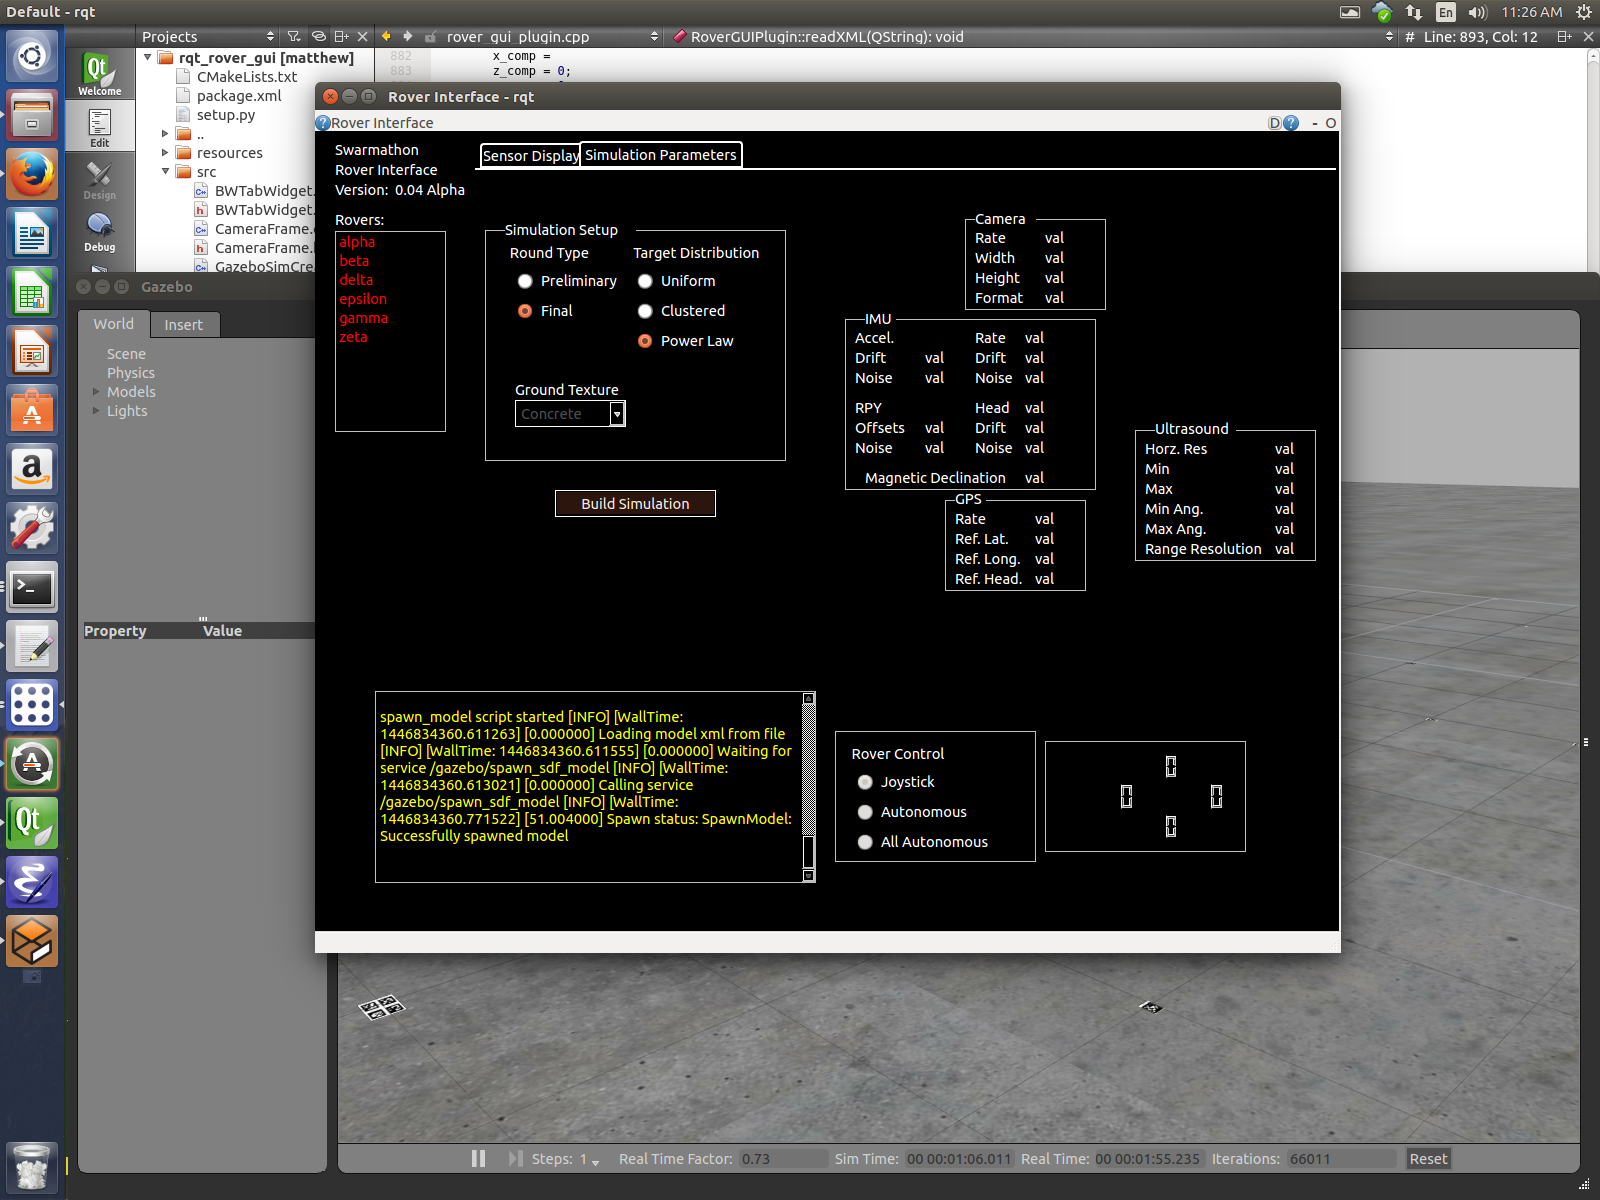 Default - rqt
En
11:26 AM
Projects
rover_gui_plugin.cpp
RoverGUIPlugin::readXML(QString): void
# Line: 893, Col: 12
Qt
Welcome
Edit
Design
Debug
rqt_rover_gui [matthew]
CMakeLists.txt
package.xml
setup.py
..
resources
src
BWTabWidget.
BWTabWidget.
CameraFrame.
CameraFrame.
GazeboSimCre
882 x_comp =
883 z_comp = 0;
Rover Interface - rqt
Rover Interface
D
- O
Swarmathon
Rover Interface
Version: 0.04 Alpha
Sensor Display
Simulation Parameters
Rovers:
alpha
beta
delta
epsilon
gamma
zeta
Simulation Setup
Round Type
Target Distribution
Preliminary
Uniform
Final
Clustered
Power Law
Ground Texture
Concrete
Build Simulation
Camera
Rate val
Width val
Height val
Format val
IMU
Accel. Rate val
Drift val Drift val
Noise val Noise val
RPY Head val
Offsets val Drift val
Noise val Noise val
Magnetic Declination val
GPS
Rate val
Ref. Lat. val
Ref. Long. val
Ref. Head. val
Ultrasound
Horz. Res val
Min val
Max val
Min Ang. val
Max Ang. val
Range Resolution val
spawn_model script started [INFO] [WallTime:
1446834360.611263] [0.000000] Loading model xml from file
[INFO] [WallTime: 1446834360.611555] [0.000000] Waiting for
service /gazebo/spawn_sdf_model [INFO] [WallTime:
1446834360.613021] [0.000000] Calling service
/gazebo/spawn_sdf_model [INFO] [WallTime:
1446834360.771522] [51.004000] Spawn status: SpawnModel:
Successfully spawned model
Rover Control
Joystick
Autonomous
All Autonomous
0
0 0
0
Gazebo
World
Insert
Scene
Physics
Models
Lights
Property Value
Steps: 1
Real Time Factor: 0.73
Sim Time: 00 00:01:06.011
Real Time: 00 00:01:55.235
Iterations: 66011
Reset